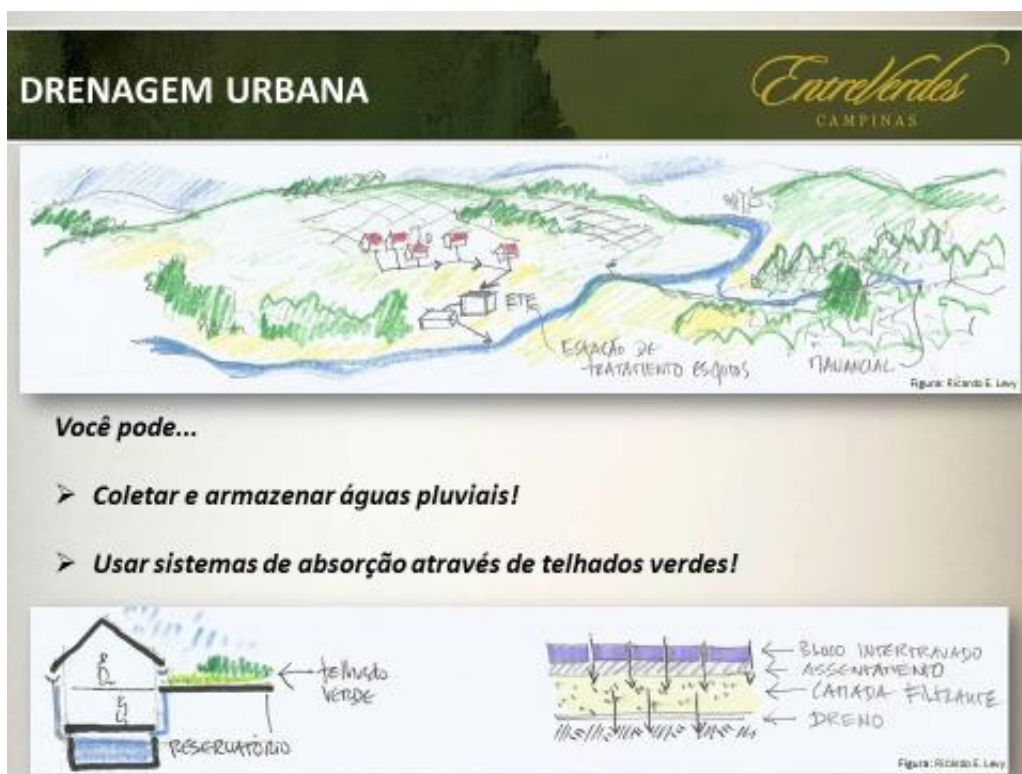 DRENAGEM URBANA
EntreVerdes
CAMPINAS
ETE
ESTAÇÃO DE
TRATAMENTO ESGOTOS
MANANCIAL
Figura: Ricardo E. Levy
Você pode...
➢ Coletar e armazenar águas pluviais!
➢ Usar sistemas de absorção através de telhados verdes!
telhado
VERDE
RESERVATÓRIO
BLOCO INTERTRAVADO
ASSENTAMENTO
CAMADA FILTRANTE
DRENO
Figura: Ricardo E. Levy